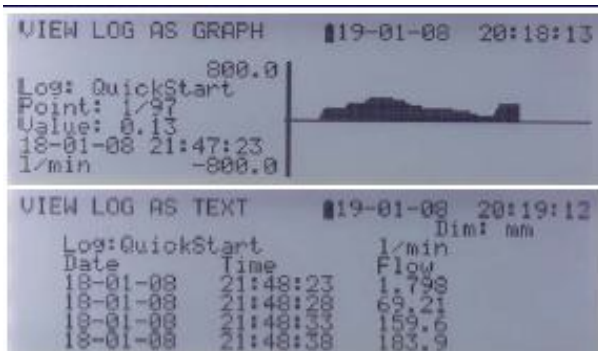 VIEW LOG AS GRAPH 19-01-08 20:18:13
800.0
Log: QuickStart
Point: 1/97
Value: 0.13
18-01-08 21:47:23
l/min -800.0
VIEW LOG AS TEXT 19-01-08 20:19:12
Dim: mm
Log:QuickStart l/min
Date Time Flow
18-01-08 21:48:23 1.798
18-01-08 21:48:28 69.21
18-01-08 21:48:33 159.6
18-01-08 21:48:38 183.9